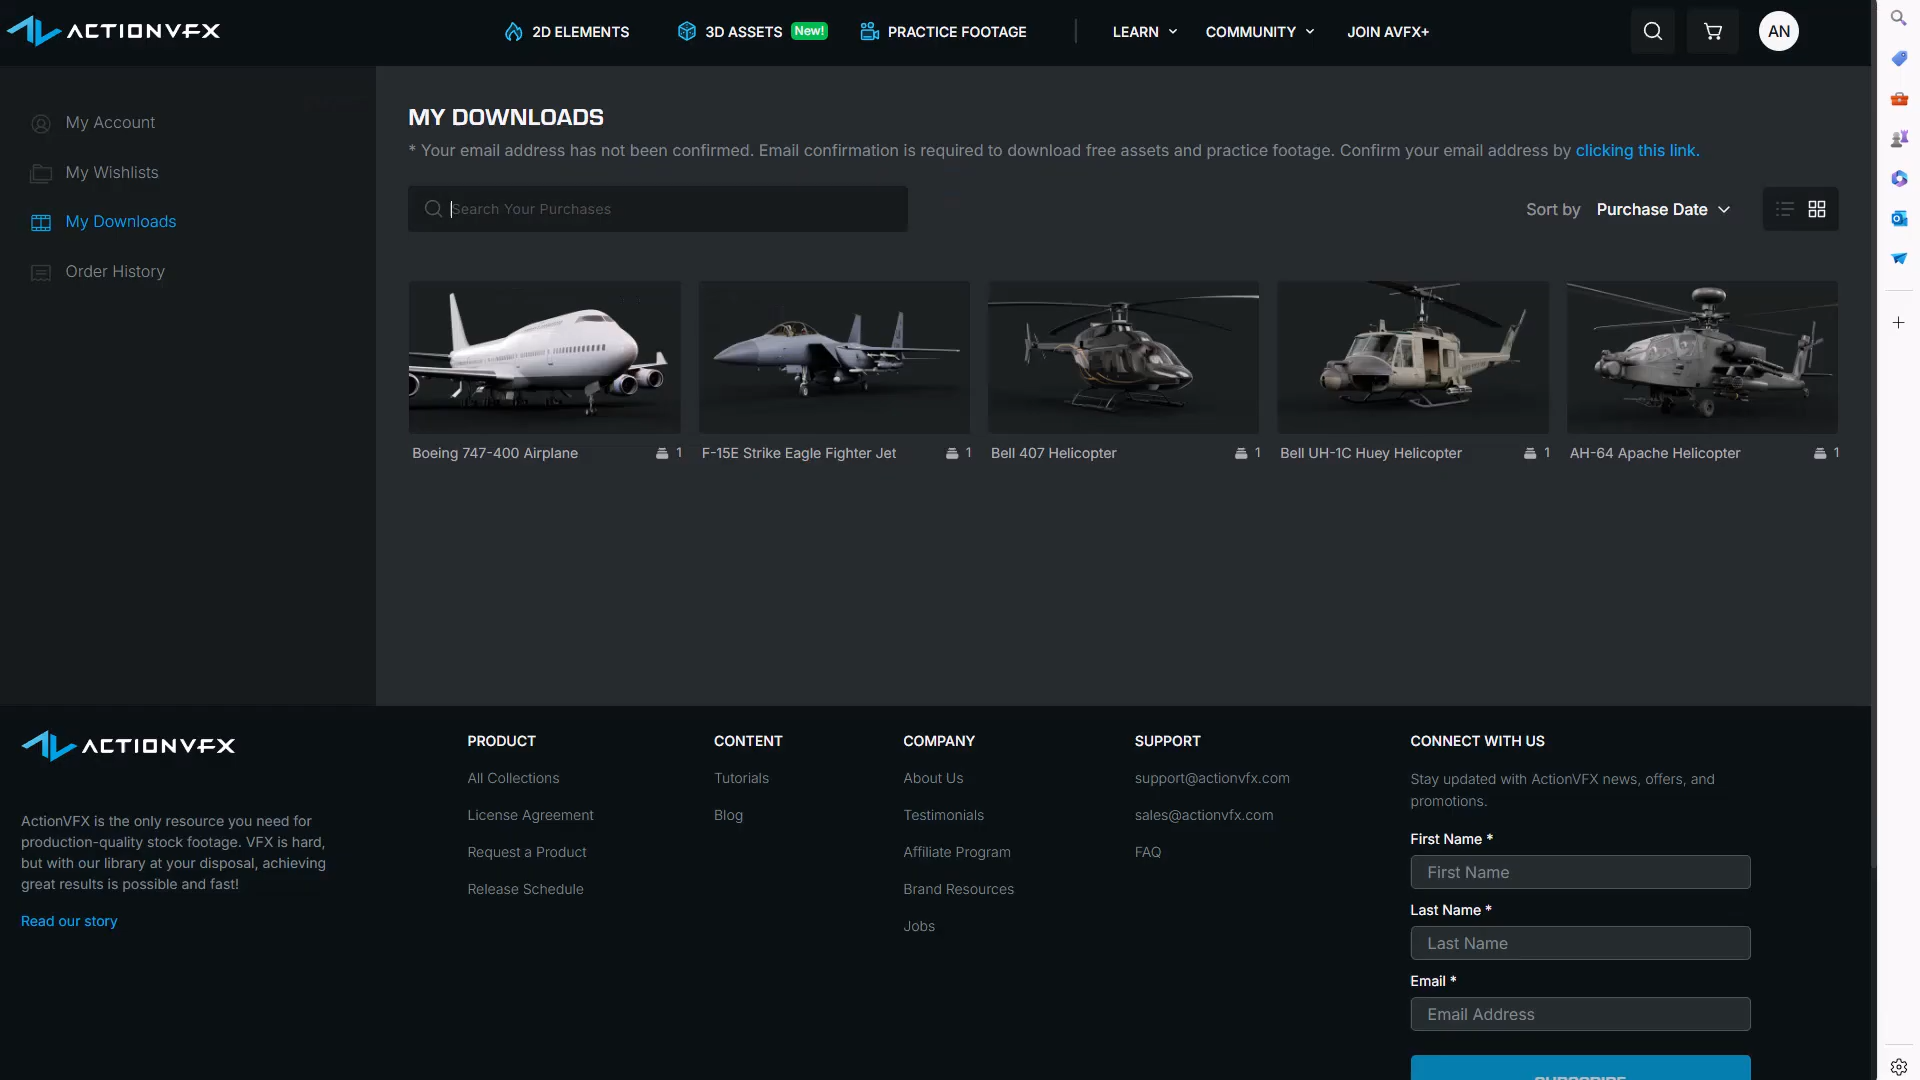 ACTIONVFX
2D ELEMENTS
3D ASSETS New!
PRACTICE FOOTAGE
LEARN
COMMUNITY
JOIN AVFX+
AN
My Account
My Wishlists
My Downloads
Order History
MY DOWNLOADS
* Your email address has not been confirmed. Email confirmation is required to download free assets and practice footage. Confirm your email address by clicking this link.
Search Your Purchases
Sort by Purchase Date
Boeing 747-400 Airplane 1
F-15E Strike Eagle Fighter Jet 1
Bell 407 Helicopter 1
Bell UH-1C Huey Helicopter 1
AH-64 Apache Helicopter 1
ACTIONVFX
ActionVFX is the only resource you need for
production-quality stock footage. VFX is hard,
but with our library at your disposal, achieving
great results is possible and fast!
Read our story
PRODUCT
All Collections
License Agreement
Request a Product
Release Schedule
CONTENT
Tutorials
Blog
COMPANY
About Us
Testimonials
Affiliate Program
Brand Resources
Jobs
SUPPORT
support@actionvfx.com
sales@actionvfx.com
FAQ
CONNECT WITH US
Stay updated with ActionVFX news, offers, and
promotions.
First Name *
First Name
Last Name *
Last Name
Email *
Email Address